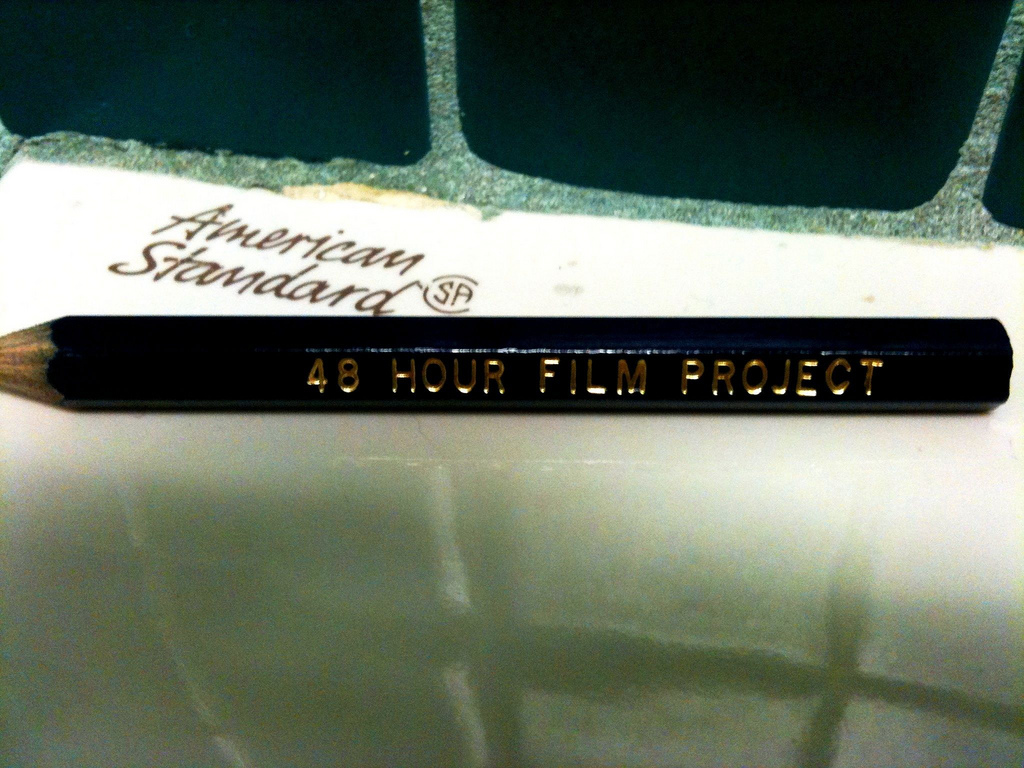 American
Standard
SA
48 HOUR FILM PROJECT